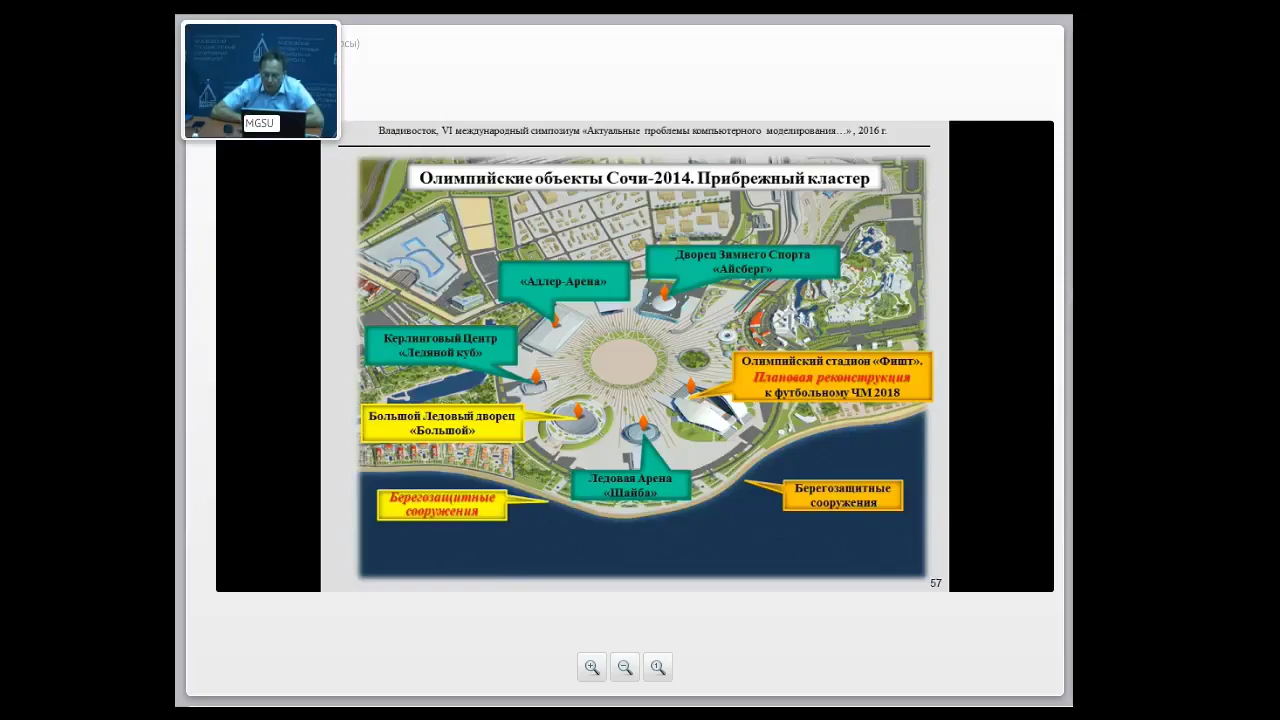 рсы)
MGSU
Владивосток, VI международный симпозиум «Актуальные проблемы компьютерного моделирования…» , 2016 г.
Олимпийские объекты Сочи-2014. Прибрежный кластер
Дворец Зимнего Спорта
«Айсберг»
«Адлер-Арена»
Керлинговый Центр
«Ледяной куб»
Олимпийский стадион «Фишт».
Плановая реконструкция
к футбольному ЧМ 2018
Большой Ледовый дворец
«Большой»
Ледовая Арена
«Шайба»
Берегозащитные
сооружения
Берегозащитные
сооружения
57